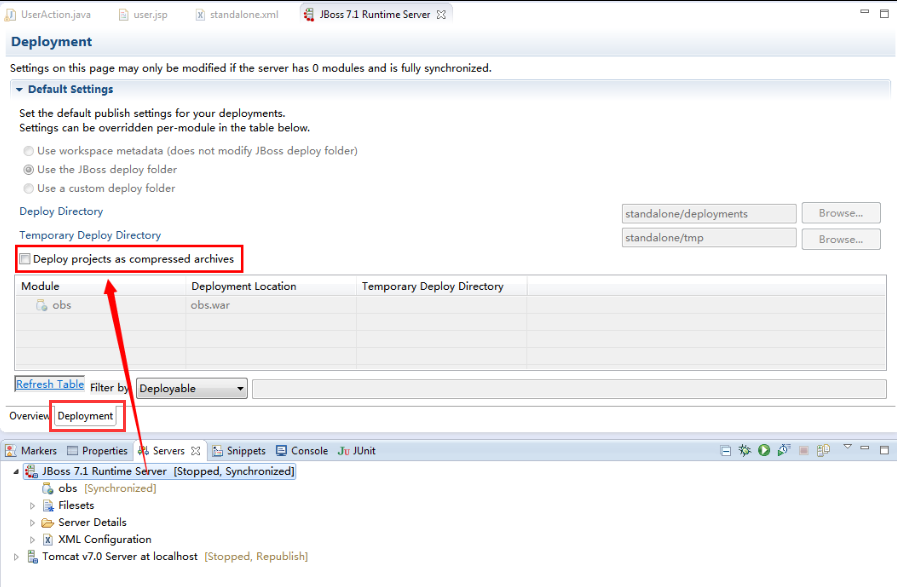 UserAction.java user.jsp standalone.xml JBoss 7.1 Runtime Server
Deployment
Settings on this page may only be modified if the server has 0 modules and is fully synchronized.
Default Settings
Set the default publish settings for your deployments.
Settings can be overridden per-module in the table below.
Use workspace metadata (does not modify JBoss deploy folder)
Use the JBoss deploy folder
Use a custom deploy folder
Deploy Directory standalone/deployments Browse...
Temporary Deploy Directory standalone/tmp Browse...
Deploy projects as compressed archives
Module Deployment Location Temporary Deploy Directory
obs obs.war
Refresh Table Filter by Deployable
Overview Deployment
Markers Properties Servers Snippets Console JUnit
JBoss 7.1 Runtime Server [Stopped, Synchronized]
obs [Synchronized]
Filesets
Server Details
XML Configuration
Tomcat v7.0 Server at localhost [Stopped, Republish]